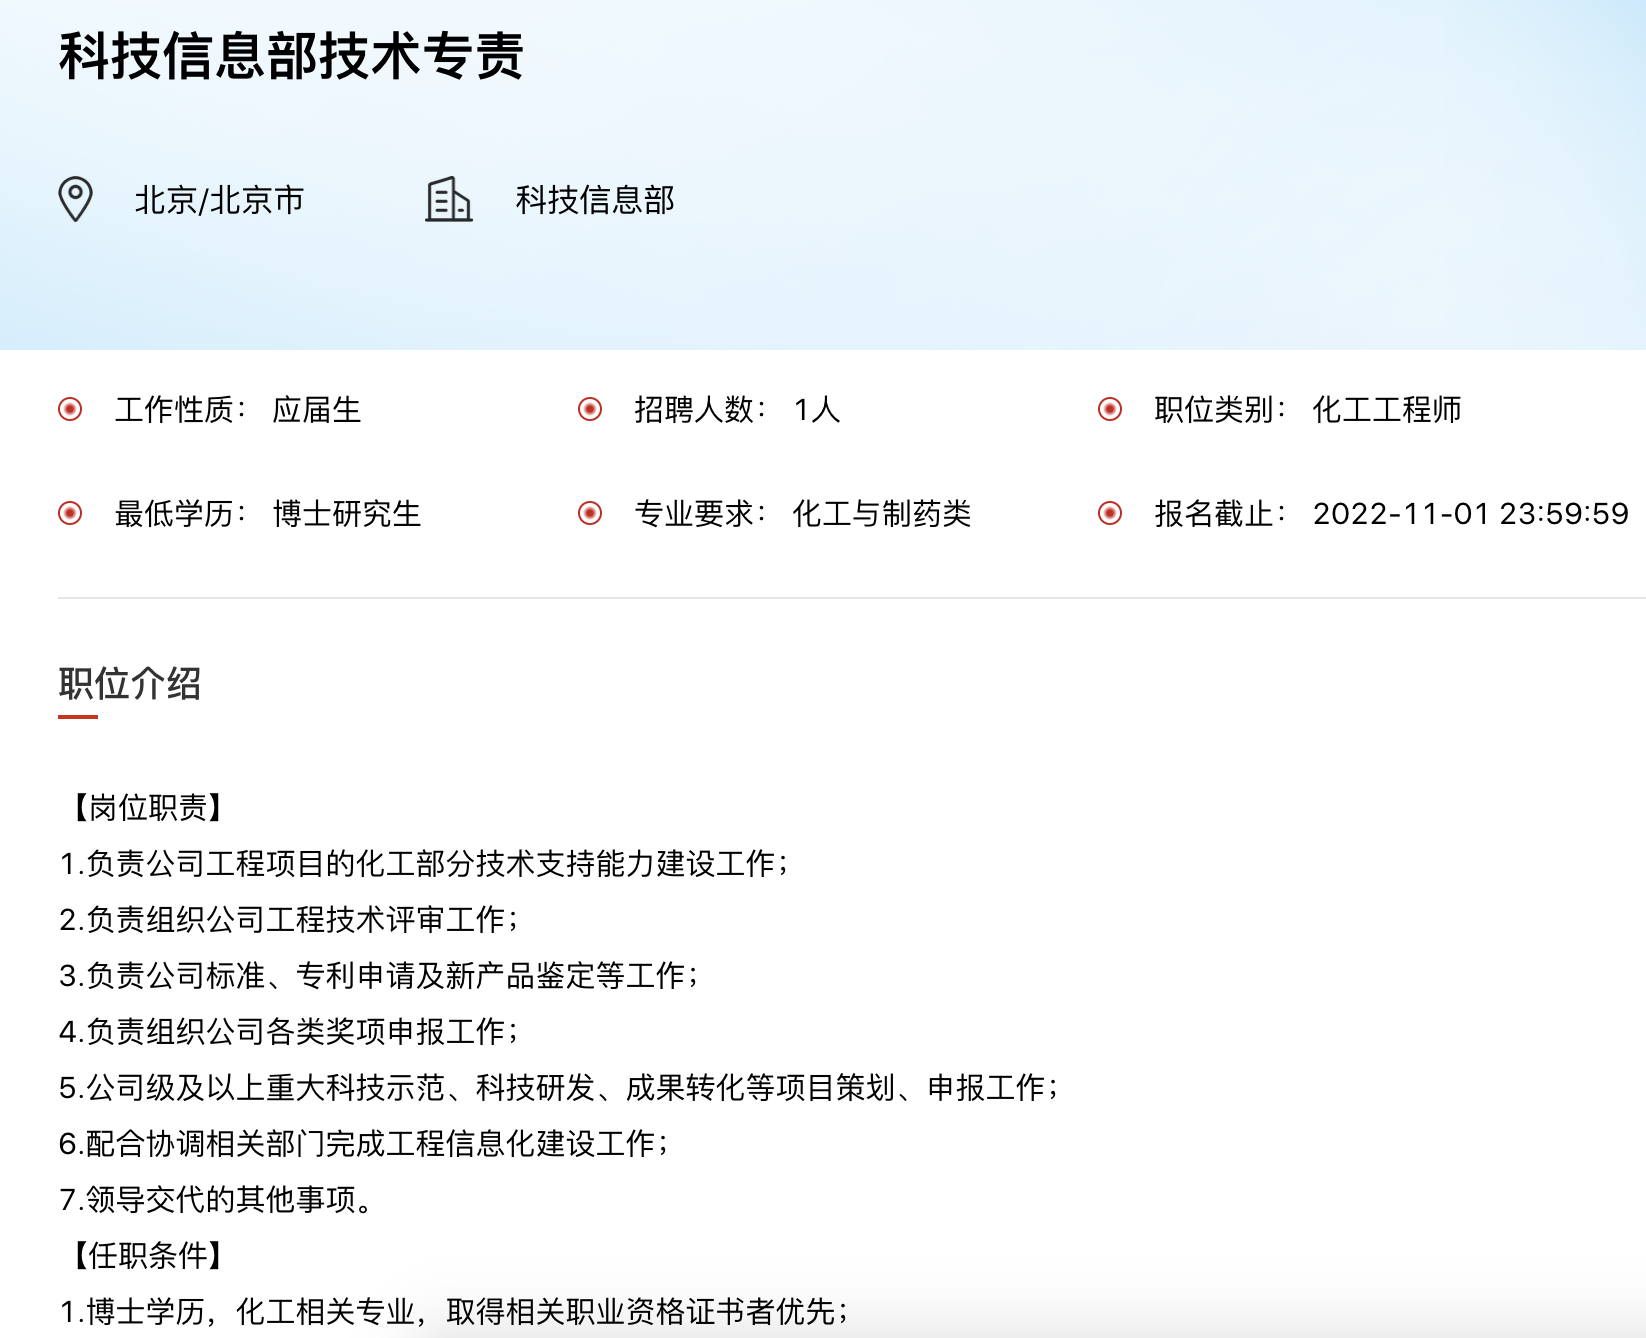 科技信息部技术专责
北京/北京市 科技信息部
工作性质： 应届生 招聘人数： 1人 职位类别： 化工工程师
最低学历： 博士研究生 专业要求： 化工与制药类 报名截止： 2022-11-01 23:59:59
职位介绍
【岗位职责】
1.负责公司工程项目的化工部分技术支持能力建设工作；
2.负责组织公司工程技术评审工作；
3.负责公司标准、专利申请及新产品鉴定等工作；
4.负责组织公司各类奖项申报工作；
5.公司级及以上重大科技示范、科技研发、成果转化等项目策划、申报工作；
6.配合协调相关部门完成工程信息化建设工作；
7.领导交代的其他事项。
【任职条件】
1.博士学历，化工相关专业，取得相关职业资格证书者优先；